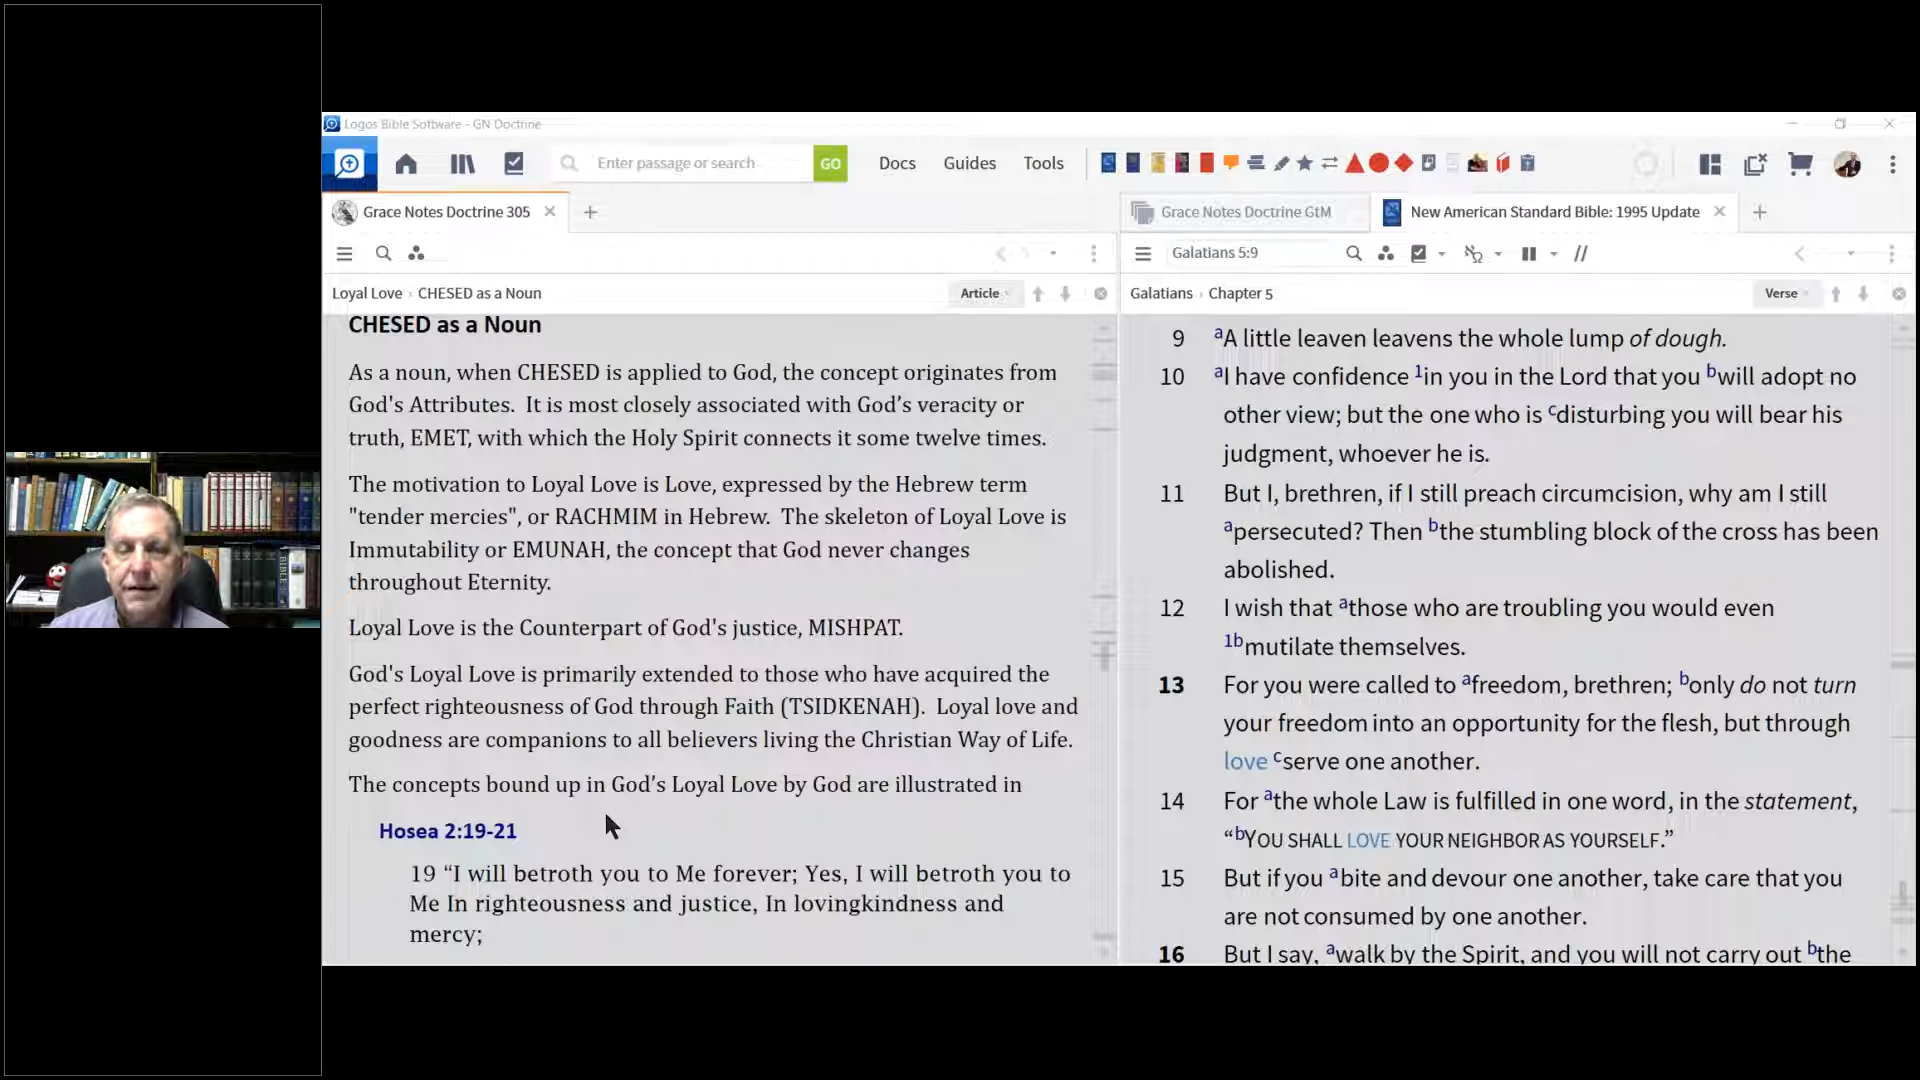 Logos Bible Software - GN Doctrine
Enter passage or search
GO
Docs
Guides
Tools
Grace Notes Doctrine 305
Loyal Love › CHESED as a Noun
Article
CHESED as a Noun
As a noun, when CHESED is applied to God, the concept originates from
God's Attributes. It is most closely associated with God’s veracity or
truth, EMET, with which the Holy Spirit connects it some twelve times.
The motivation to Loyal Love is Love, expressed by the Hebrew term
"tender mercies", or RACHMIM in Hebrew. The skeleton of Loyal Love is
Immutability or EMUNAH, the concept that God never changes
throughout Eternity.
Loyal Love is the Counterpart of God's justice, MISHPAT.
God's Loyal Love is primarily extended to those who have acquired the
perfect righteousness of God through Faith (TSIDKENAH). Loyal love and
goodness are companions to all believers living the Christian Way of Life.
The concepts bound up in God’s Loyal Love by God are illustrated in
Hosea 2:19-21
19 “I will betroth you to Me forever; Yes, I will betroth you to
Me In righteousness and justice, In lovingkindness and
mercy;
Grace Notes Doctrine GtM
New American Standard Bible: 1995 Update
Galatians 5:9
Galatians › Chapter 5
Verse
9 aA little leaven leavens the whole lump of dough.
10 aI have confidence 1in you in the Lord that you bwill adopt no
other view; but the one who is cdisturbing you will bear his
judgment, whoever he is.
11 But I, brethren, if I still preach circumcision, why am I still
apersecuted? Then bthe stumbling block of the cross has been
abolished.
12 I wish that athose who are troubling you would even
1bmutilate themselves.
13 For you were called to afreedom, brethren; bonly do not turn
your freedom into an opportunity for the flesh, but through
love cserve one another.
14 For athe whole Law is fulfilled in one word, in the statement,
“bYOU SHALL LOVE YOUR NEIGHBOR AS YOURSELF.”
15 But if you abite and devour one another, take care that you
are not consumed by one another.
16 But I say, awalk by the Spirit, and you will not carry out bthe
BIBLE